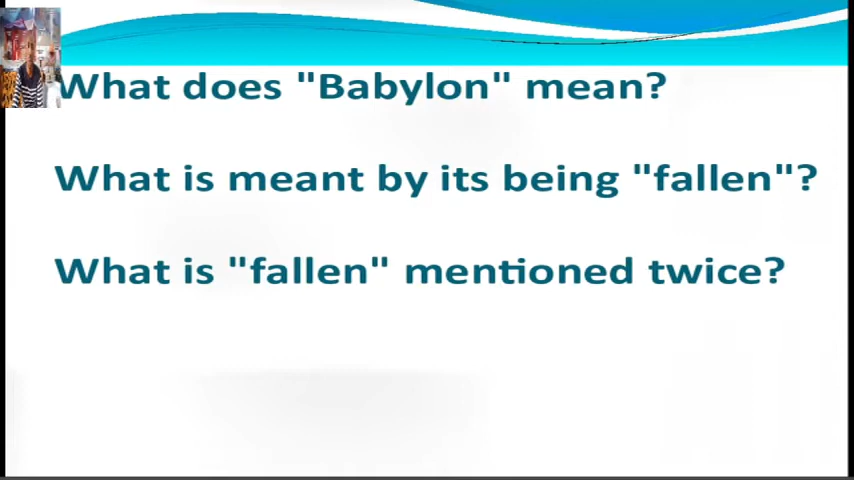 What does "Babylon" mean?
What is meant by its being "fallen"?
What is "fallen" mentioned twice?